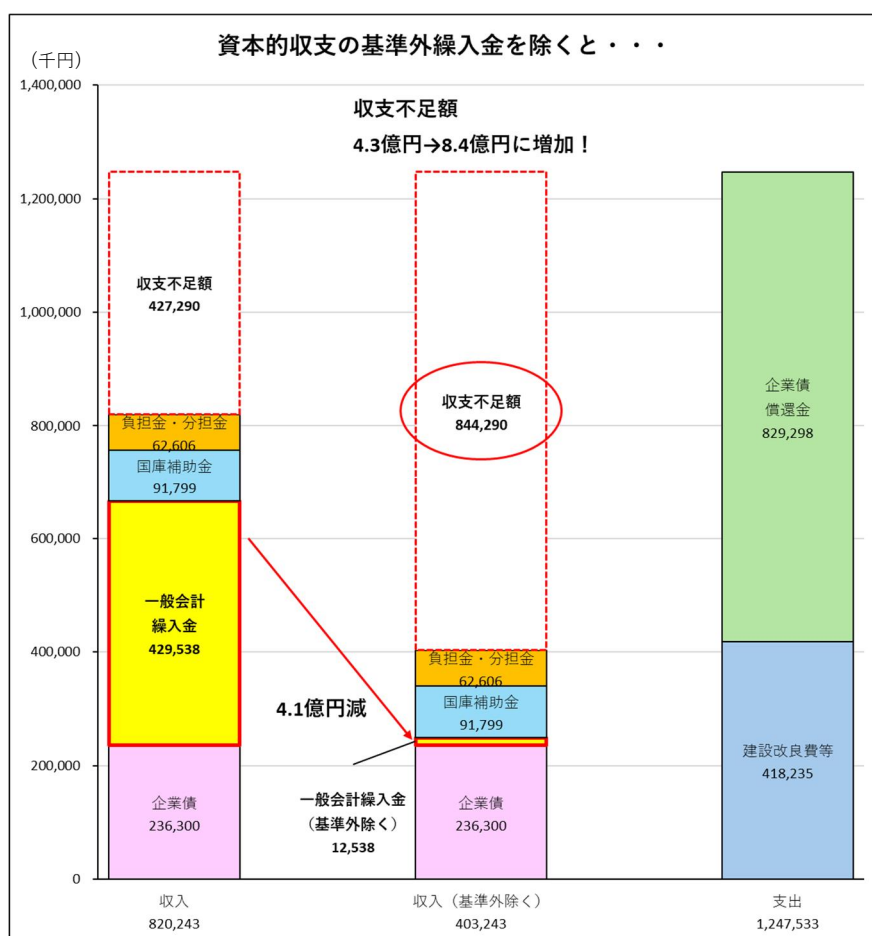 資本的収支の基準外繰入金を除くと・・・
（千円）
1,400,000
1,200,000
1,000,000
800,000
600,000
400,000
200,000
0
収支不足額
4.3億円→8.4億円に増加！
収支不足額
427,290
負担金・分担金
62,606
国庫補助金
91,799
一般会計
繰入金
429,538
企業債
236,300
4.1億円減
一般会計繰入金
（基準外除く）
12,538
収支不足額
844,290
負担金・分担金
62,606
国庫補助金
91,799
企業債
236,300
企業債
償還金
829,298
建設改良費等
418,235
収入
820,243
収入（基準外除く）
403,243
支出
1,247,533